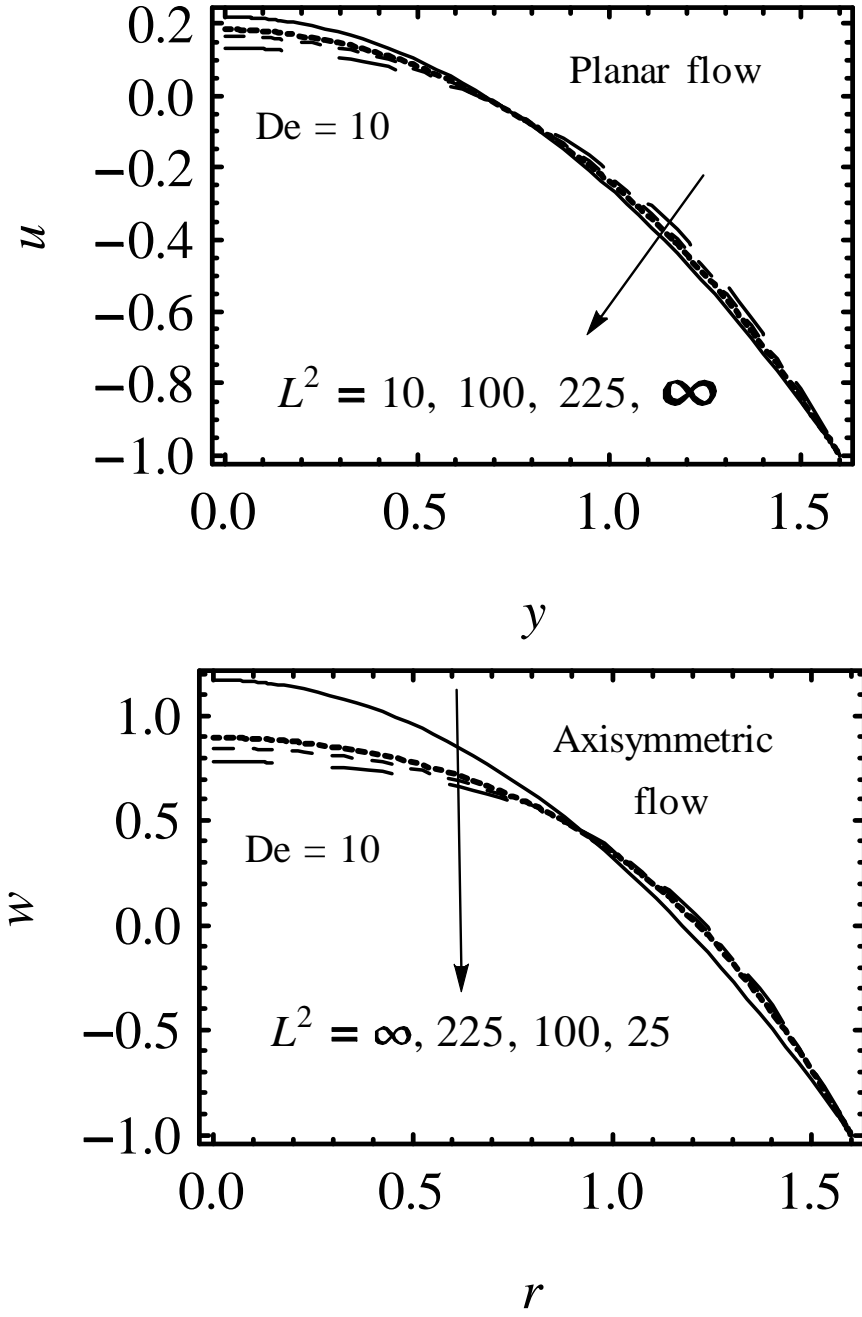 0.2
Planar flow
0.0
De = 10
−0.2
u
−0.4
−0.6
L² = 10, 100, 225, ∞
−0.8
−1.0
0.0 0.5 1.0 1.5
y
1.0
Axisymmetric
flow
0.5
De = 10
w
0.0
L² = ∞, 225, 100, 25
−0.5
−1.0
0.0 0.5 1.0 1.5
r